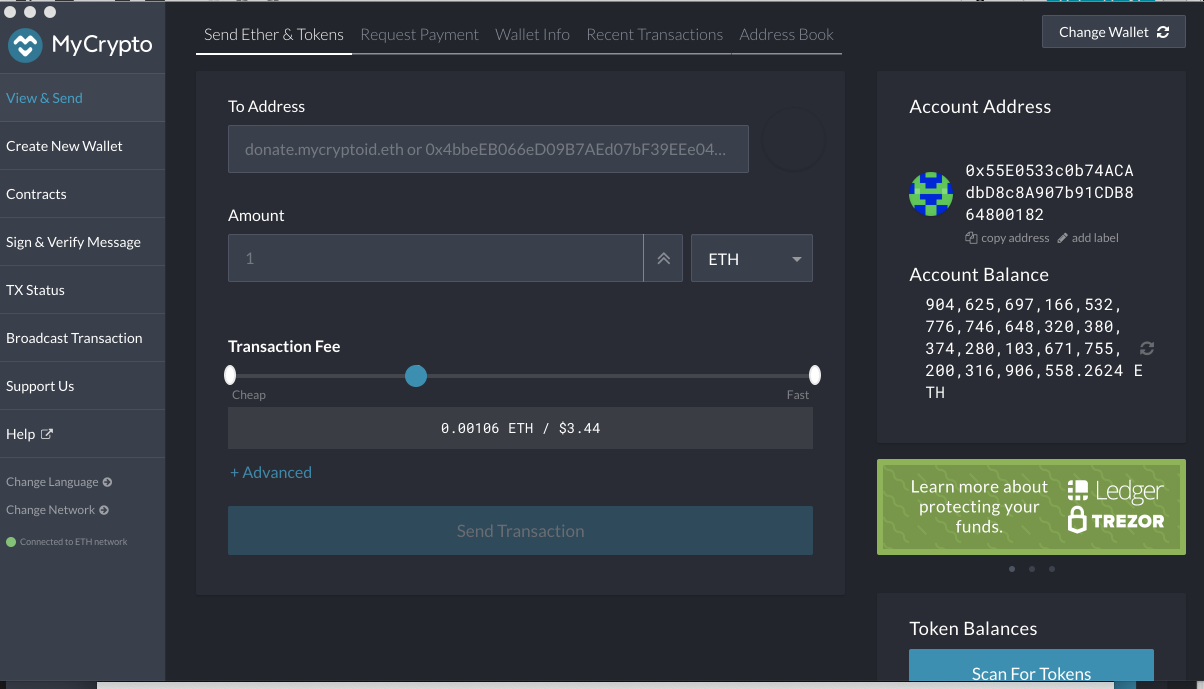 MyCrypto
View & Send
Create New Wallet
Contracts
Sign & Verify Message
TX Status
Broadcast Transaction
Support Us
Help
Change Language
Change Network
Connected to ETH network
Send Ether & Tokens
Request Payment
Wallet Info
Recent Transactions
Address Book
Change Wallet
To Address
donate.mycryptoid.eth or 0x4bbeEB066eD09B7AEd07bF39EEe04...
Amount
1
ETH
Transaction Fee
Cheap
Fast
0.00106 ETH / $3.44
+ Advanced
Send Transaction
Account Address
0x55E0533c0b74ACA
dbD8c8A907b91CDB8
64800182
copy address
add label
Account Balance
904,625,697,166,532,
776,746,648,320,380,
374,280,103,671,755,
200,316,906,558.2624 E
TH
Learn more about
protecting your
funds.
Ledger
TREZOR
Token Balances
Scan For Tokens